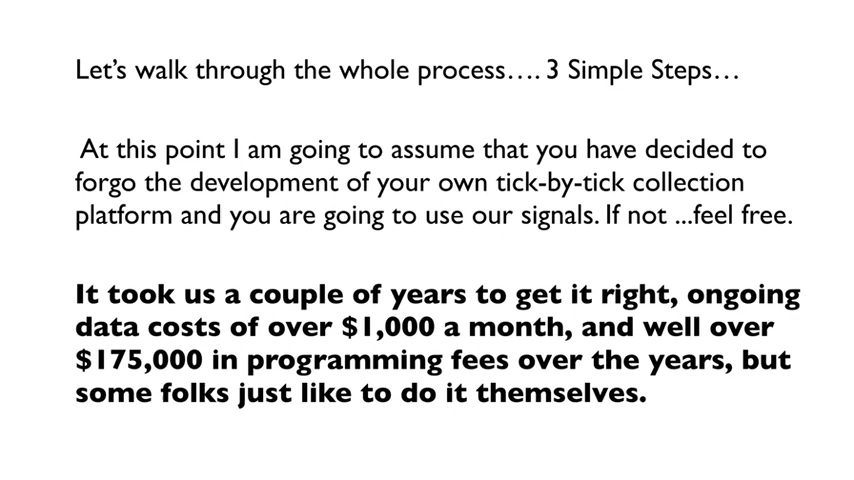 Let's walk through the whole process.... 3 Simple Steps...
At this point I am going to assume that you have decided to
forgo the development of your own tick-by-tick collection
platform and you are going to use our signals. If not ...feel free.
It took us a couple of years to get it right, ongoing
data costs of over $1,000 a month, and well over
$175,000 in programming fees over the years, but
some folks just like to do it themselves.